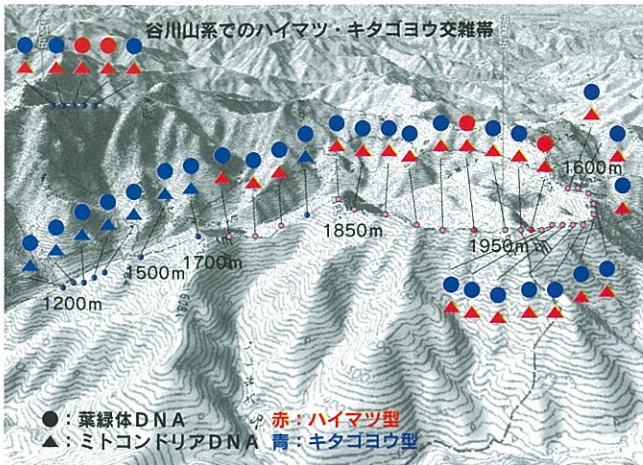 谷川山系でのハイマツ・キタゴヨウ交雑帯
1600m
1850m
1950m
1700m
1500m
1200m
●：葉緑体DNA 赤：ハイマツ型
▲：ミトコンドリアDNA 青：キタゴヨウ型